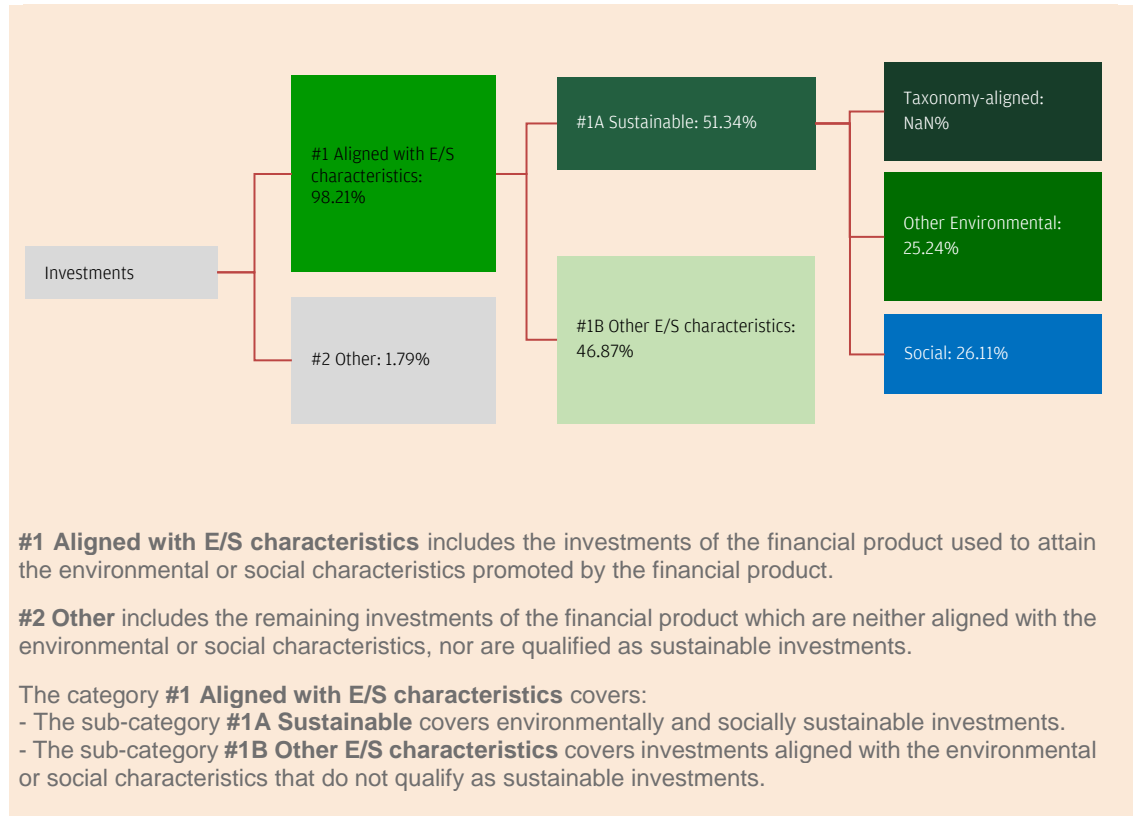 Investments
#1 Aligned with E/S
characteristics:
98.21%
#2 Other: 1.79%
#1A Sustainable: 51.34%
#1B Other E/S characteristics:
46.87%
Taxonomy-aligned:
NaN%
Other Environmental:
25.24%
Social: 26.11%
#1 Aligned with E/S characteristics includes the investments of the financial product used to attain
the environmental or social characteristics promoted by the financial product.
#2 Other includes the remaining investments of the financial product which are neither aligned with the
environmental or social characteristics, nor are qualified as sustainable investments.
The category #1 Aligned with E/S characteristics covers:
- The sub-category #1A Sustainable covers environmentally and socially sustainable investments.
- The sub-category #1B Other E/S characteristics covers investments aligned with the environmental
or social characteristics that do not qualify as sustainable investments.